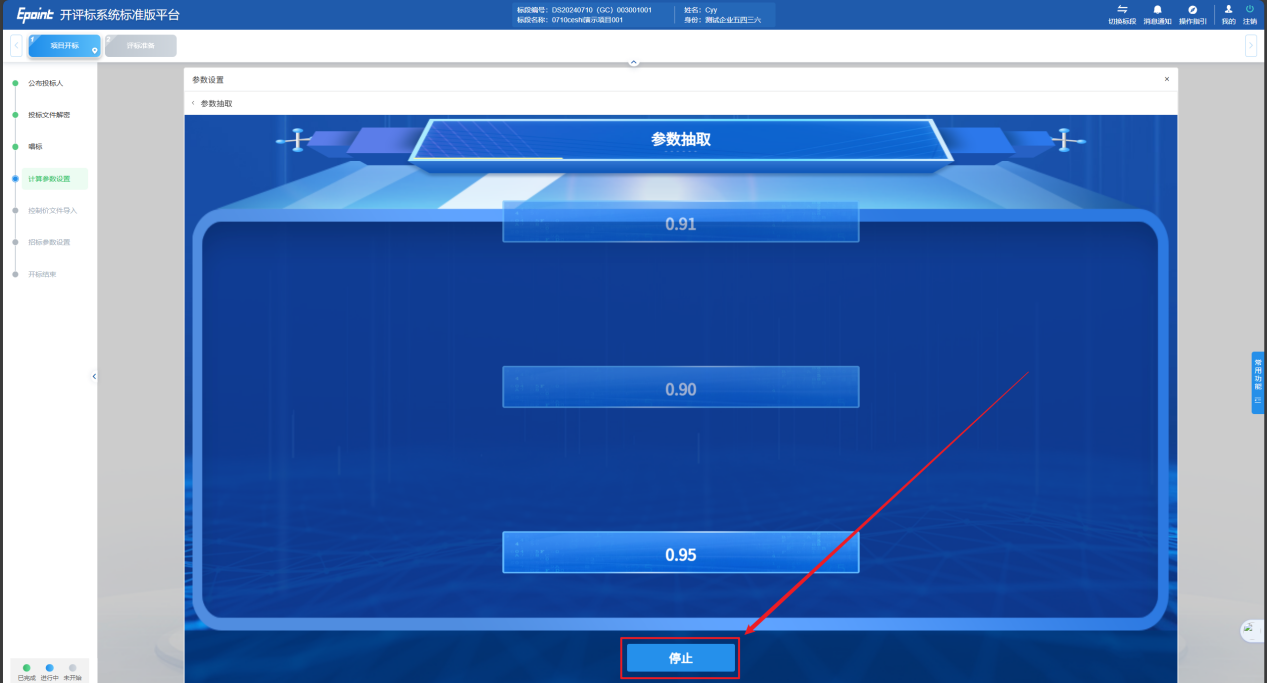 Epoint 开评标系统标准版平台
标段编号：DS20240710（GC）003001001
标段名称：0710ceshi演示项目001
姓名：Cyy
身份：测试企业五四三六
切换标段 消息通知 操作指引 我的 注销
1 项目开标
2 评标准备
公布投标人
投标文件解密
唱标
计算参数设置
控制价文件导入
招标参数设置
开标结束
参数设置
参数抽取
参数抽取
0.91
0.90
0.95
停止
常用功能
已完成 进行中 未开始